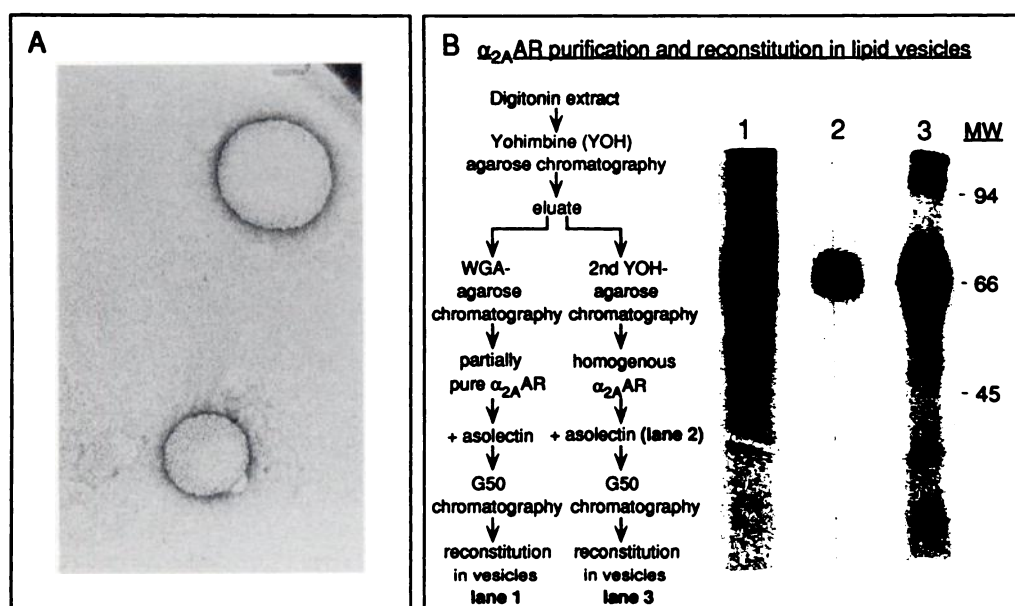 A
B α2AAR purification and reconstitution in lipid vesicles
Digitonin extract
Yohimbine (YOH)
agarose chromatography
eluate
WGA-
agarose
chromatography
partially
pure α2AAR
+ asolectin
G50
chromatography
reconstitution
in vesicles
lane 1
2nd YOH-
agarose
chromatography
homogenous
α2AAR
+ asolectin (lane 2)
G50
chromatography
reconstitution
in vesicles
lane 3
1 2 3 MW
- 94
- 66
- 45